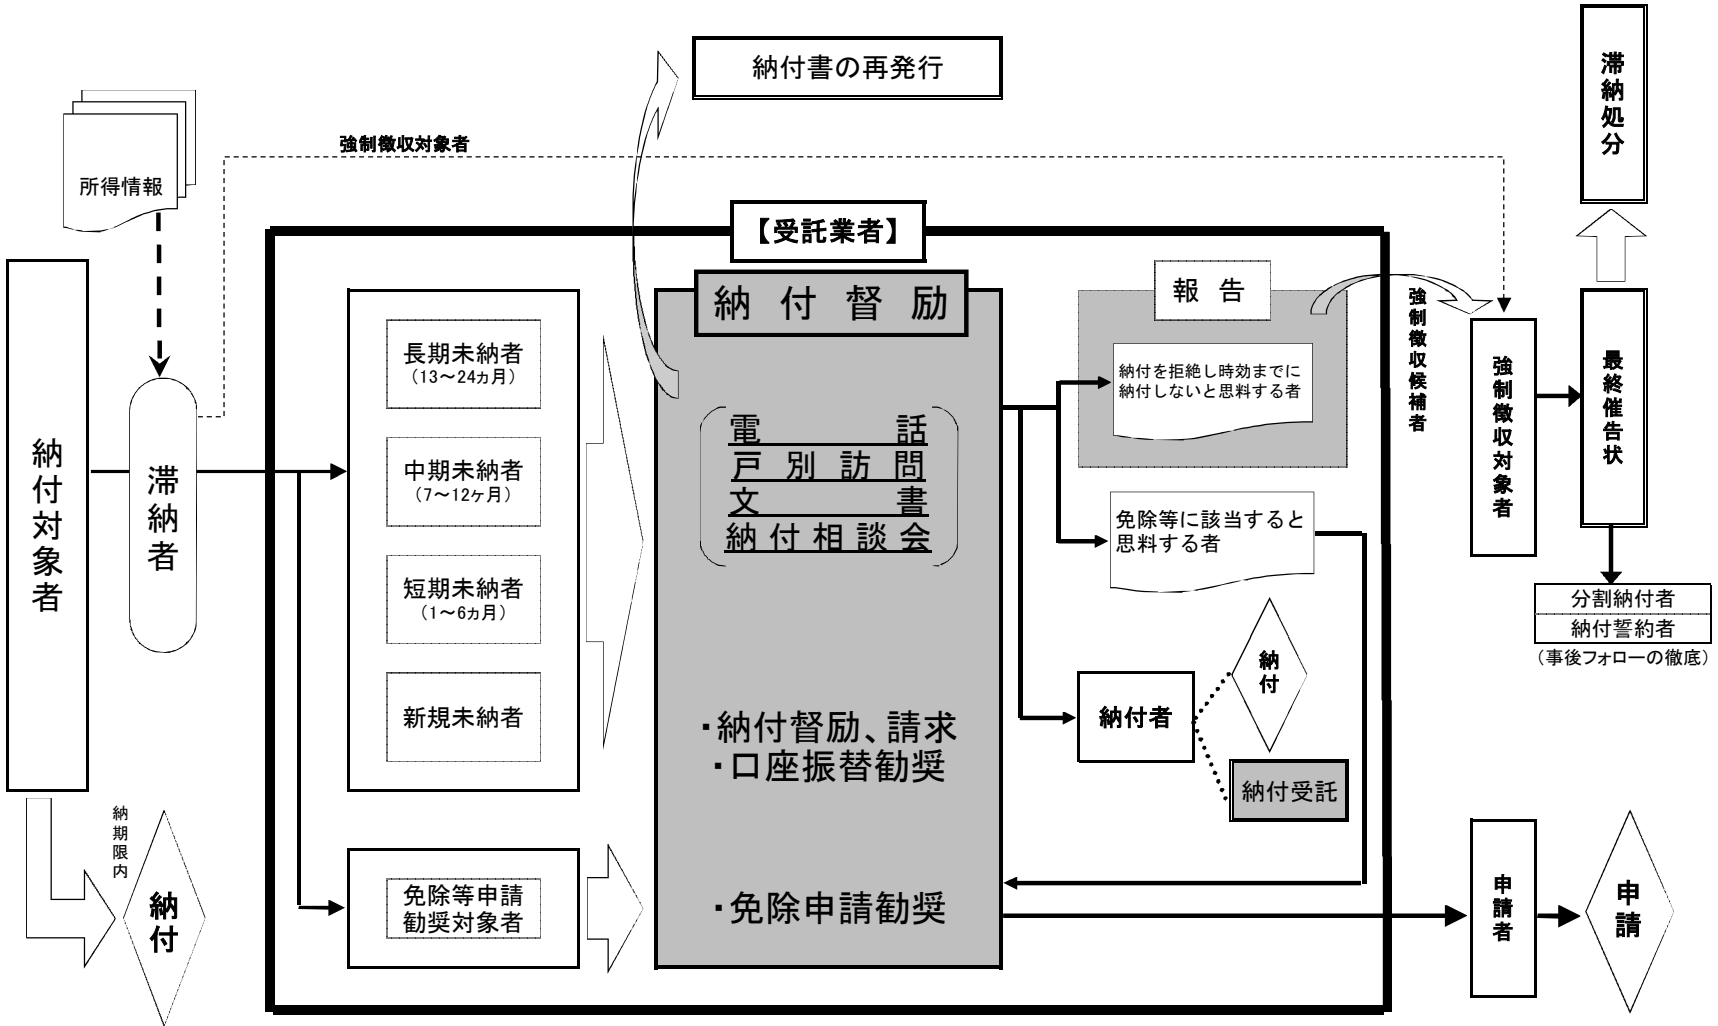 納付書の再発行
滞納処分
強制徴収対象者
所得情報
【受託業者】
納付督励
報告
長期未納者
（13～24ヵ月）
納付を拒絶し時効までに
納付しないと思料する者
強制徴収候補者
強制徴収対象者
最終催告状
納付対象者
滞納者
電話
戸別訪問
文書
納付相談会
中期未納者
（7～12ヶ月）
免除等に該当すると
思料する者
短期未納者
（1～6ヵ月）
分割納付者
納付誓約者
（事後フォローの徹底）
新規未納者
・納付督励、請求
・口座振替勧奨
納付者
納付
納付受託
納期限内
納付
免除等申請
勧奨対象者
・免除申請勧奨
申請者
申請